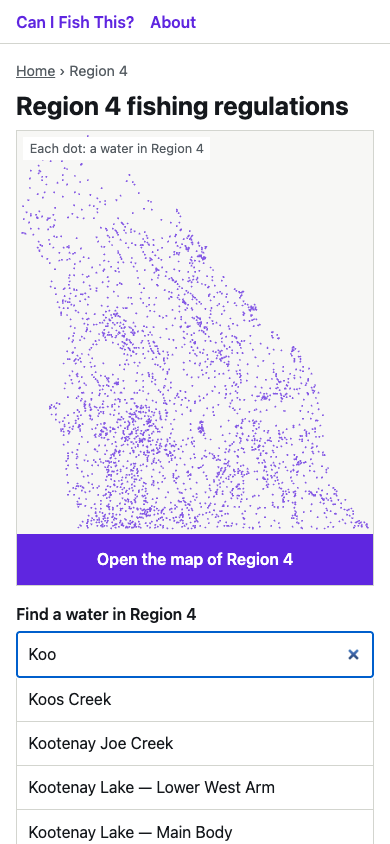 Can I Fish This? About
Home › Region 4
Region 4 fishing regulations
Each dot: a water in Region 4
Open the map of Region 4
Find a water in Region 4
Koo
Koos Creek
Kootenay Joe Creek
Kootenay Lake — Lower West Arm
Kootenay Lake — Main Body